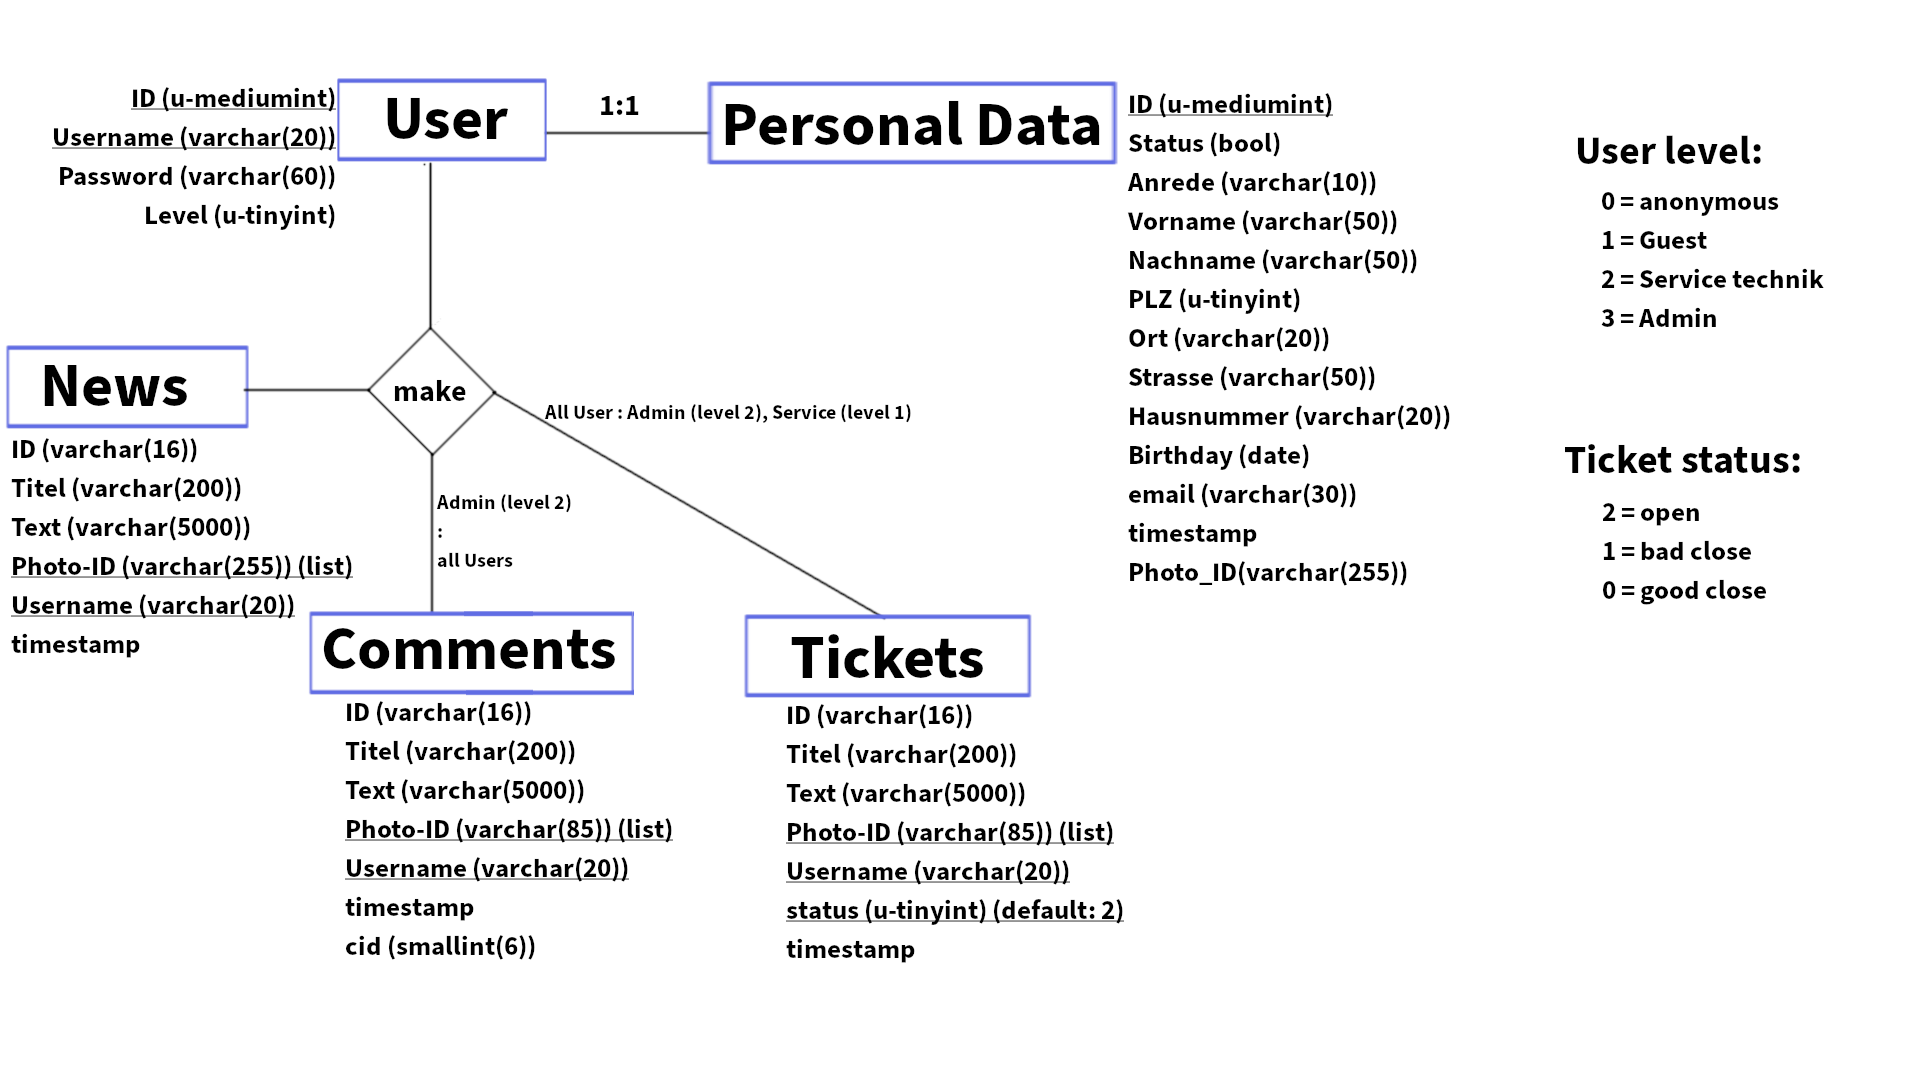 User
ID (u-mediumint)
Username (varchar(20))
Password (varchar(60))
Level (u-tinyint)
1:1
Personal Data
ID (u-mediumint)
Status (bool)
Anrede (varchar(10))
Vorname (varchar(50))
Nachname (varchar(50))
PLZ (u-tinyint)
Ort (varchar(20))
Strasse (varchar(50))
Hausnummer (varchar(20))
Birthday (date)
email (varchar(30))
timestamp
Photo_ID(varchar(255))
User level:
0 = anonymous
1 = Guest
2 = Service technik
3 = Admin
Ticket status:
2 = open
1 = bad close
0 = good close
make
All User : Admin (level 2), Service (level 1)
Admin (level 2)
:
all Users
News
ID (varchar(16))
Titel (varchar(200))
Text (varchar(5000))
Photo-ID (varchar(255)) (list)
Username (varchar(20))
timestamp
Comments
ID (varchar(16))
Titel (varchar(200))
Text (varchar(5000))
Photo-ID (varchar(85)) (list)
Username (varchar(20))
timestamp
cid (smallint(6))
Tickets
ID (varchar(16))
Titel (varchar(200))
Text (varchar(5000))
Photo-ID (varchar(85)) (list)
Username (varchar(20))
status (u-tinyint) (default: 2)
timestamp